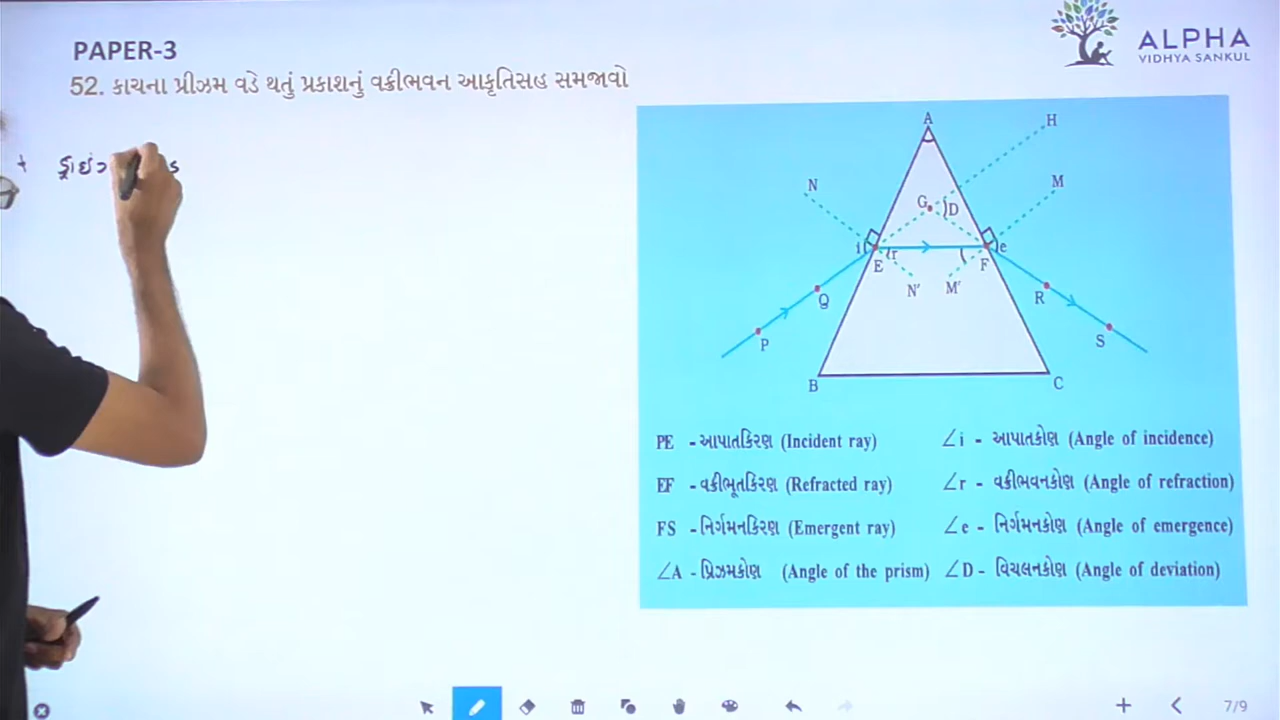 ALPHA
VIDHYA SANKUL
PAPER-3
52. કાચના પ્રીઝમ વડે થતું પ્રકાશનું વક્રીભવન આકૃતિસહ સમજાવો
+ ડ્રાઇંગ
A
H
N
M
G
D
i
r
e
E
F
N'
M'
Q
R
P
S
B
C
PE - આપાતકિરણ (Incident ray) ∠i - આપાતકોણ (Angle of incidence)
EF - વક્રીભૂતકિરણ (Refracted ray) ∠r - વક્રીભવનકોણ (Angle of refraction)
FS - નિર્ગમનકિરણ (Emergent ray) ∠e - નિર્ગમનકોણ (Angle of emergence)
∠A - પ્રિઝમકોણ (Angle of the prism) ∠D - વિચલનકોણ (Angle of deviation)
7/9